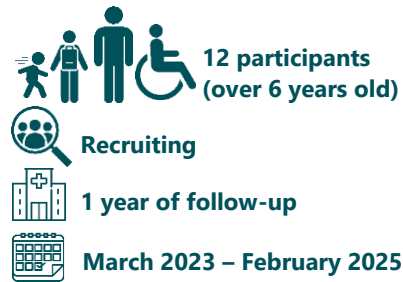 12 participants
(over 6 years old)
Recruiting
1 year of follow-up
March 2023 – February 2025